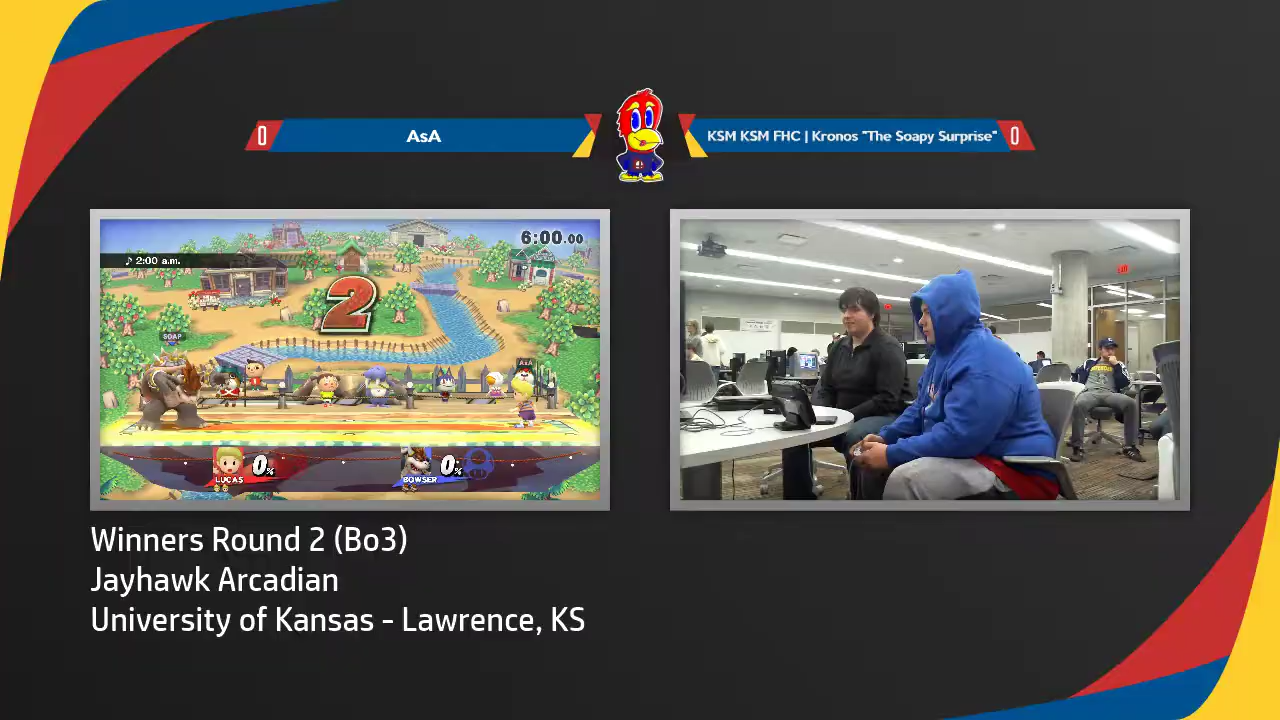 0
AsA
KSM KSM FHC | Kronos "The Soapy Surprise"
0
6:00.00
♪ 2:00 a.m.
2
SOAP
AsA
0%
LUCAS
0%
BOWSER
Winners Round 2 (Bo3)
Jayhawk Arcadian
University of Kansas - Lawrence, KS